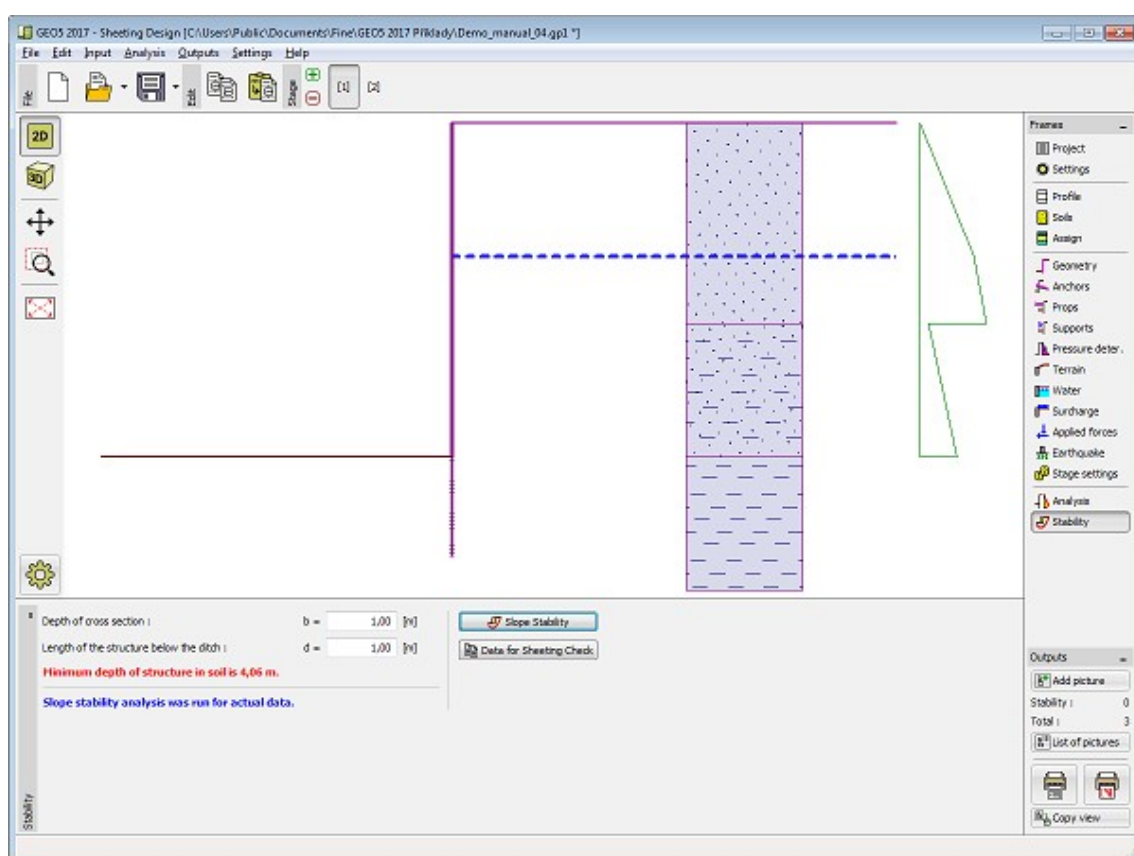 GEO5 2017 - Sheeting Design [C:\Users\Public\Documents\Fine\GEO5 2017 Příklady\Demo_manual_04.gp1 *]
File Edit Input Analysis Outputs Settings Help
File
Edit
Stage
[1] [2]
2D
3D
Frames
Project
Settings
Profile
Soils
Assign
Geometry
Anchors
Props
Supports
Pressure deter.
Terrain
Water
Surcharge
Applied forces
Earthquake
Stage settings
Analysis
Stability
Depth of cross section : b = 1,00 [m]
Length of the structure below the ditch : d = 1,00 [m]
Minimum depth of structure in soil is 4,06 m.
Slope stability analysis was run for actual data.
Slope Stability
Data for Sheeting Check
Stability
Outputs
Add picture
Stability : 0
Total : 3
List of pictures
Copy view